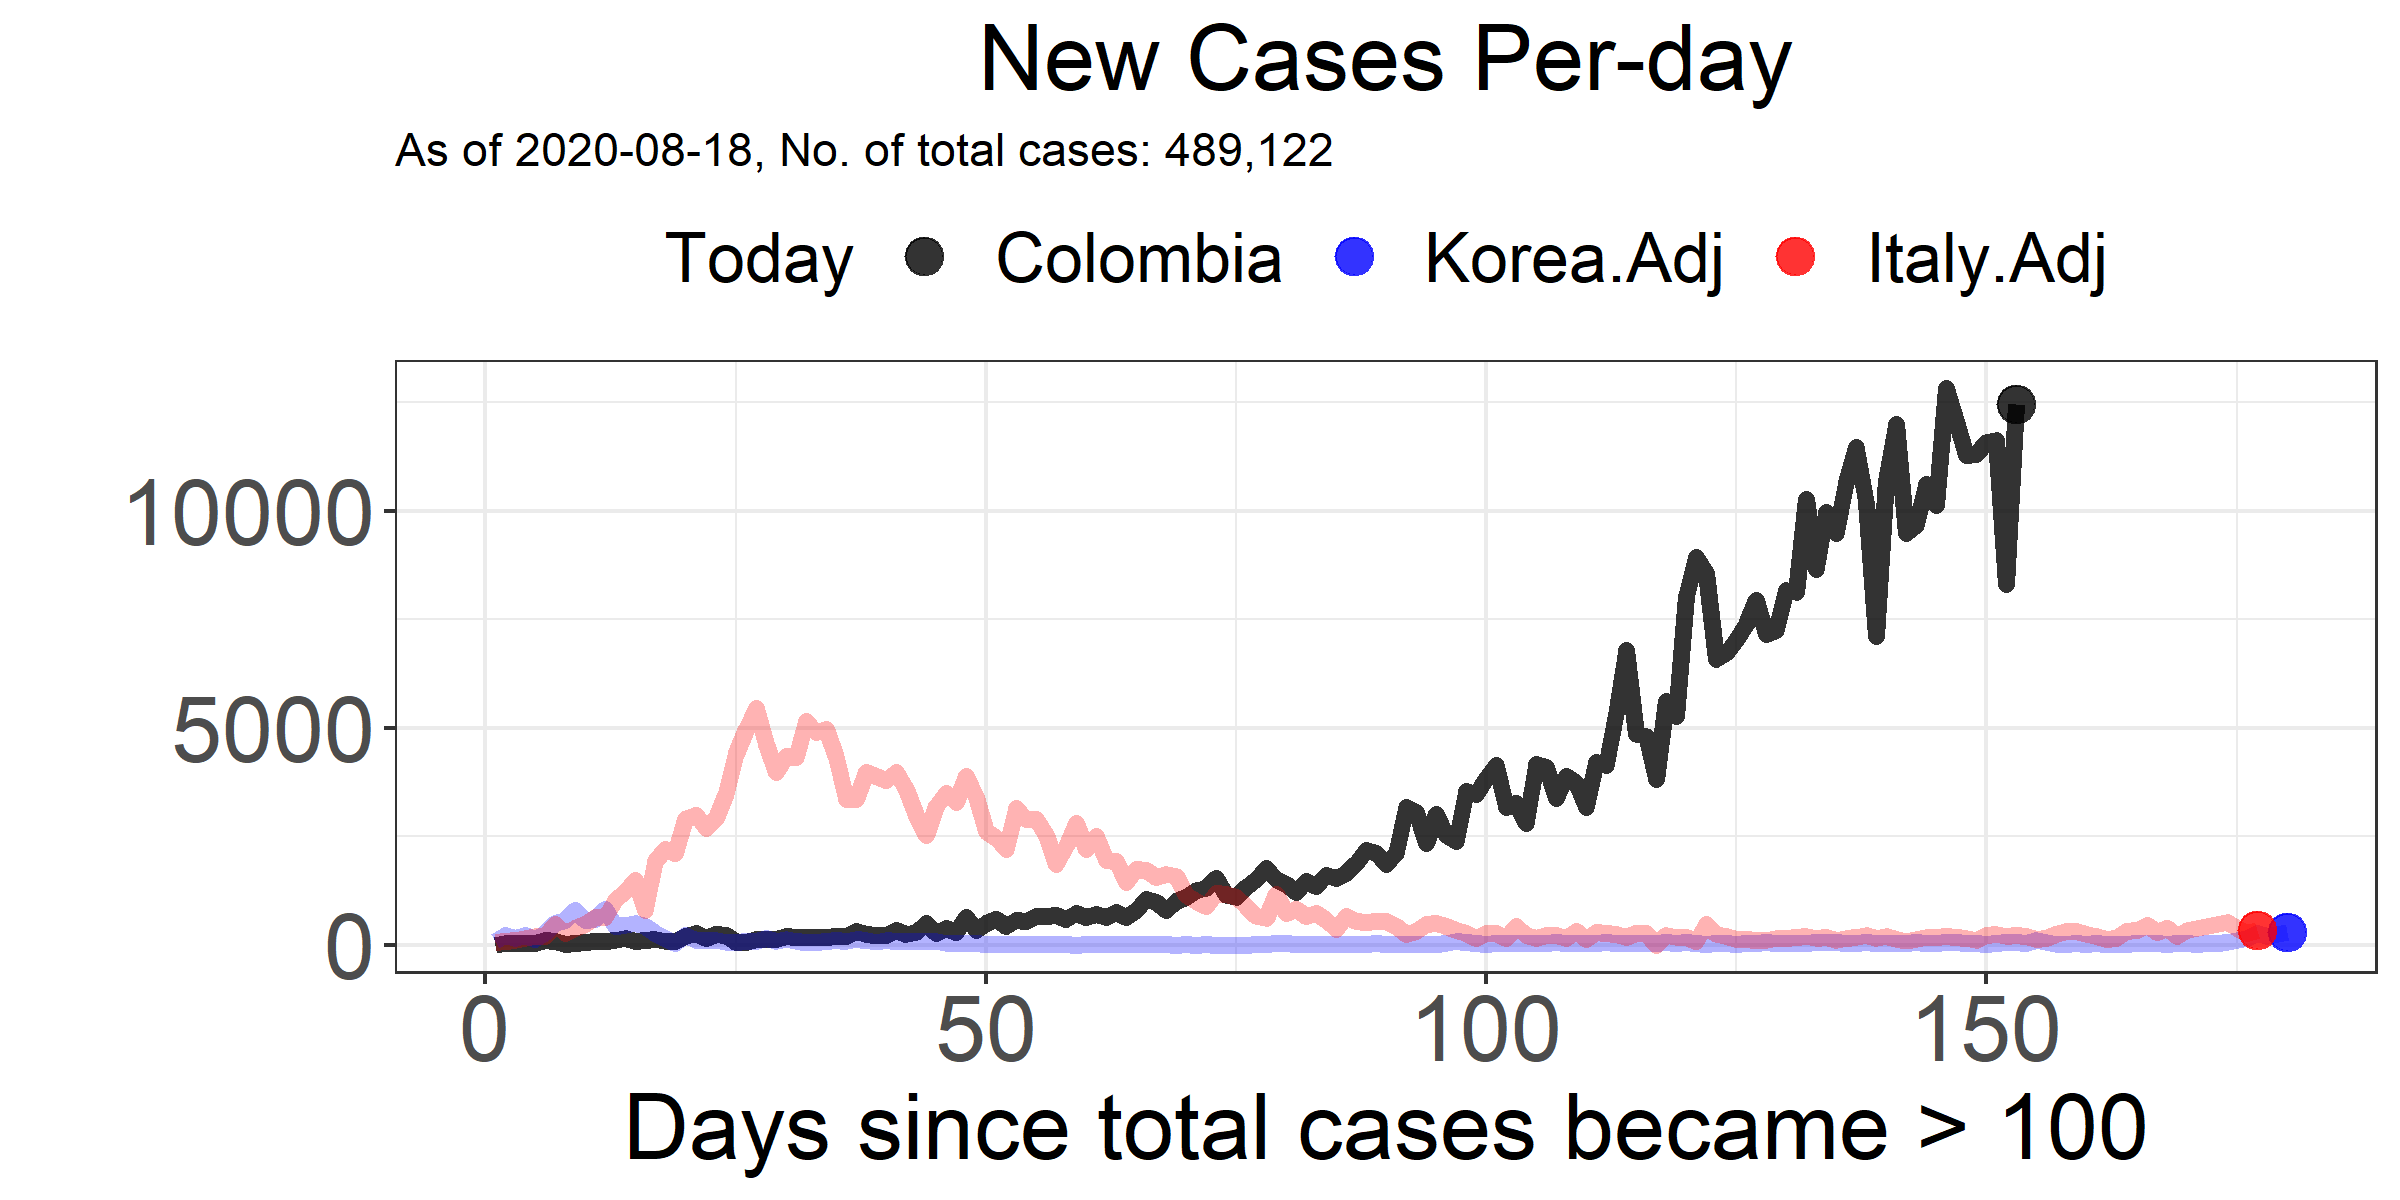 New Cases Per-day
As of 2020-08-18, No. of total cases: 489,122
Today Colombia Korea.Adj Italy.Adj
10000
5000
0
0 50 100 150
Days since total cases became > 100